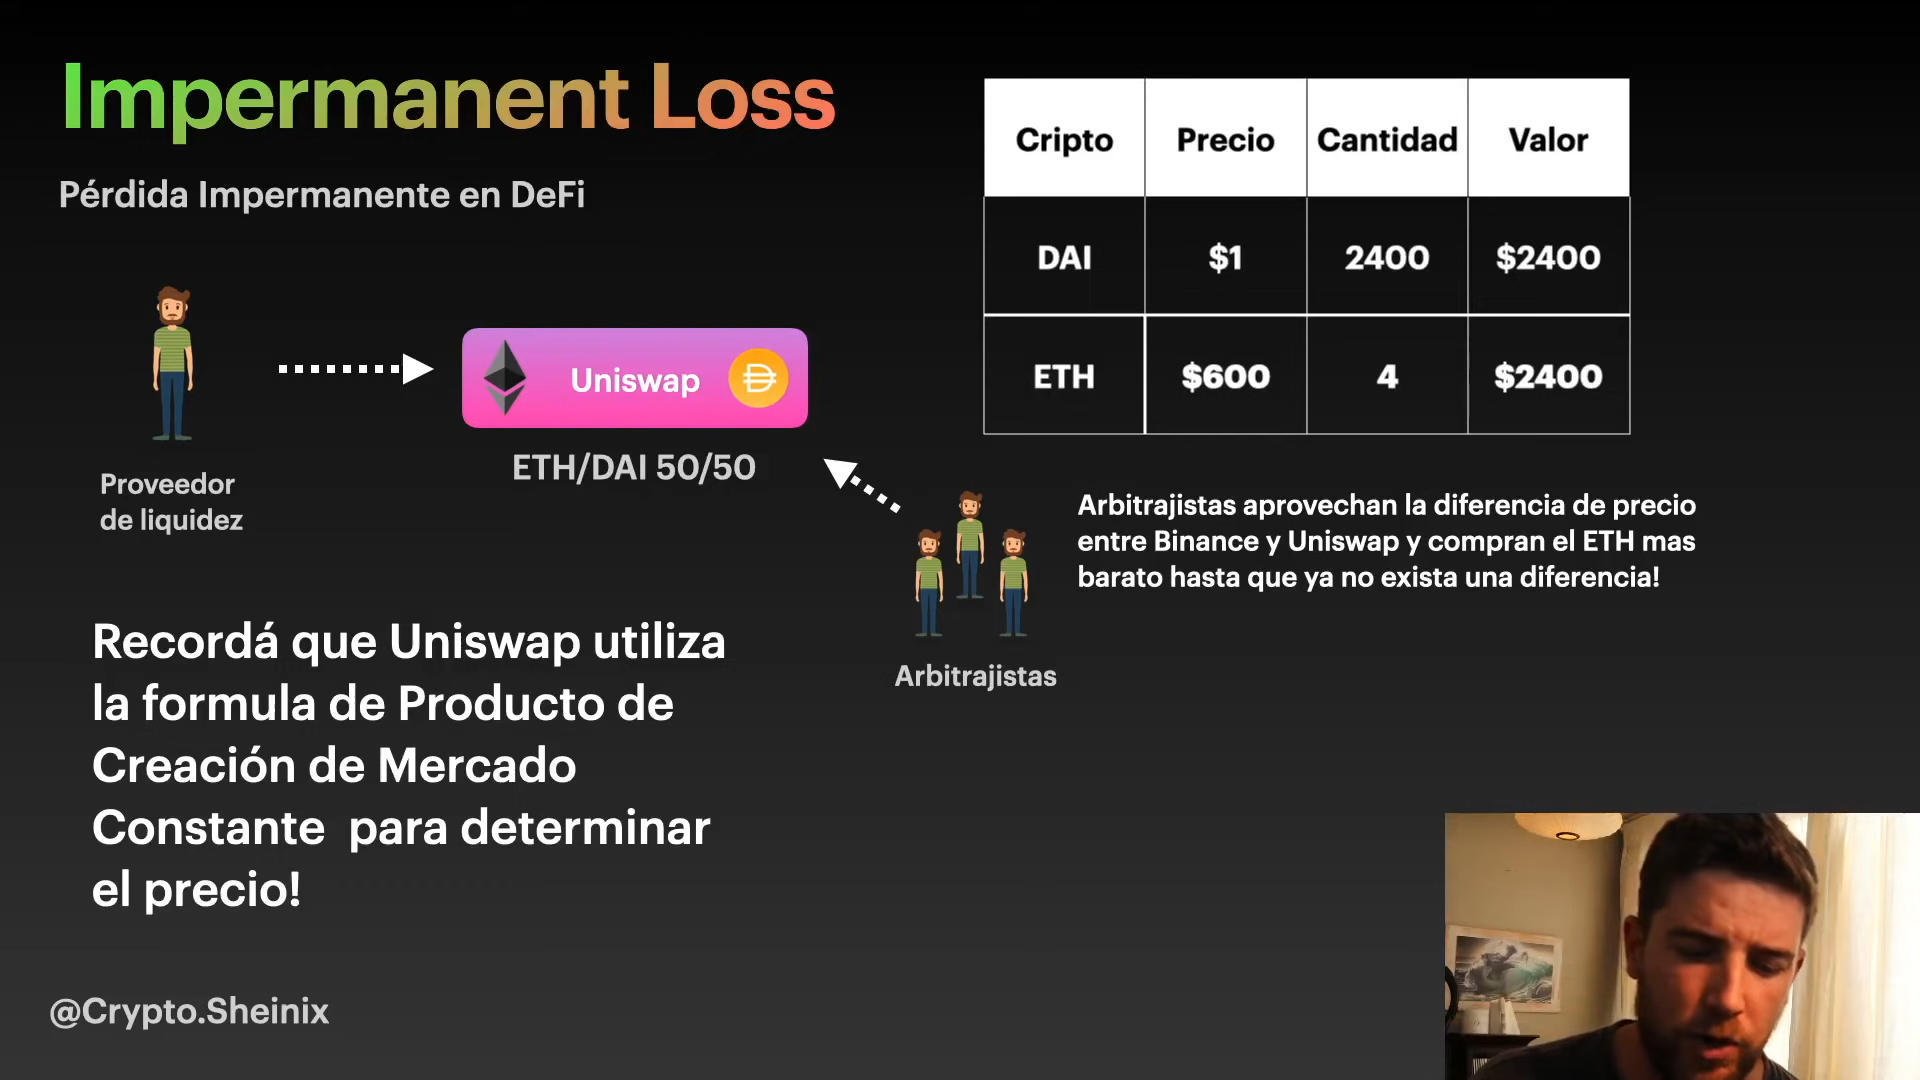 Impermanent Loss
Pérdida Impermanente en DeFi
Cripto Precio Cantidad Valor
DAI $1 2400 $2400
ETH $600 4 $2400
Uniswap
ETH/DAI 50/50
Proveedor
de liquidez
Arbitrajistas aprovechan la diferencia de precio
entre Binance y Uniswap y compran el ETH mas
barato hasta que ya no exista una diferencia!
Arbitrajistas
Recordá que Uniswap utiliza
la formula de Producto de
Creación de Mercado
Constante para determinar
el precio!
@Crypto.Sheinix